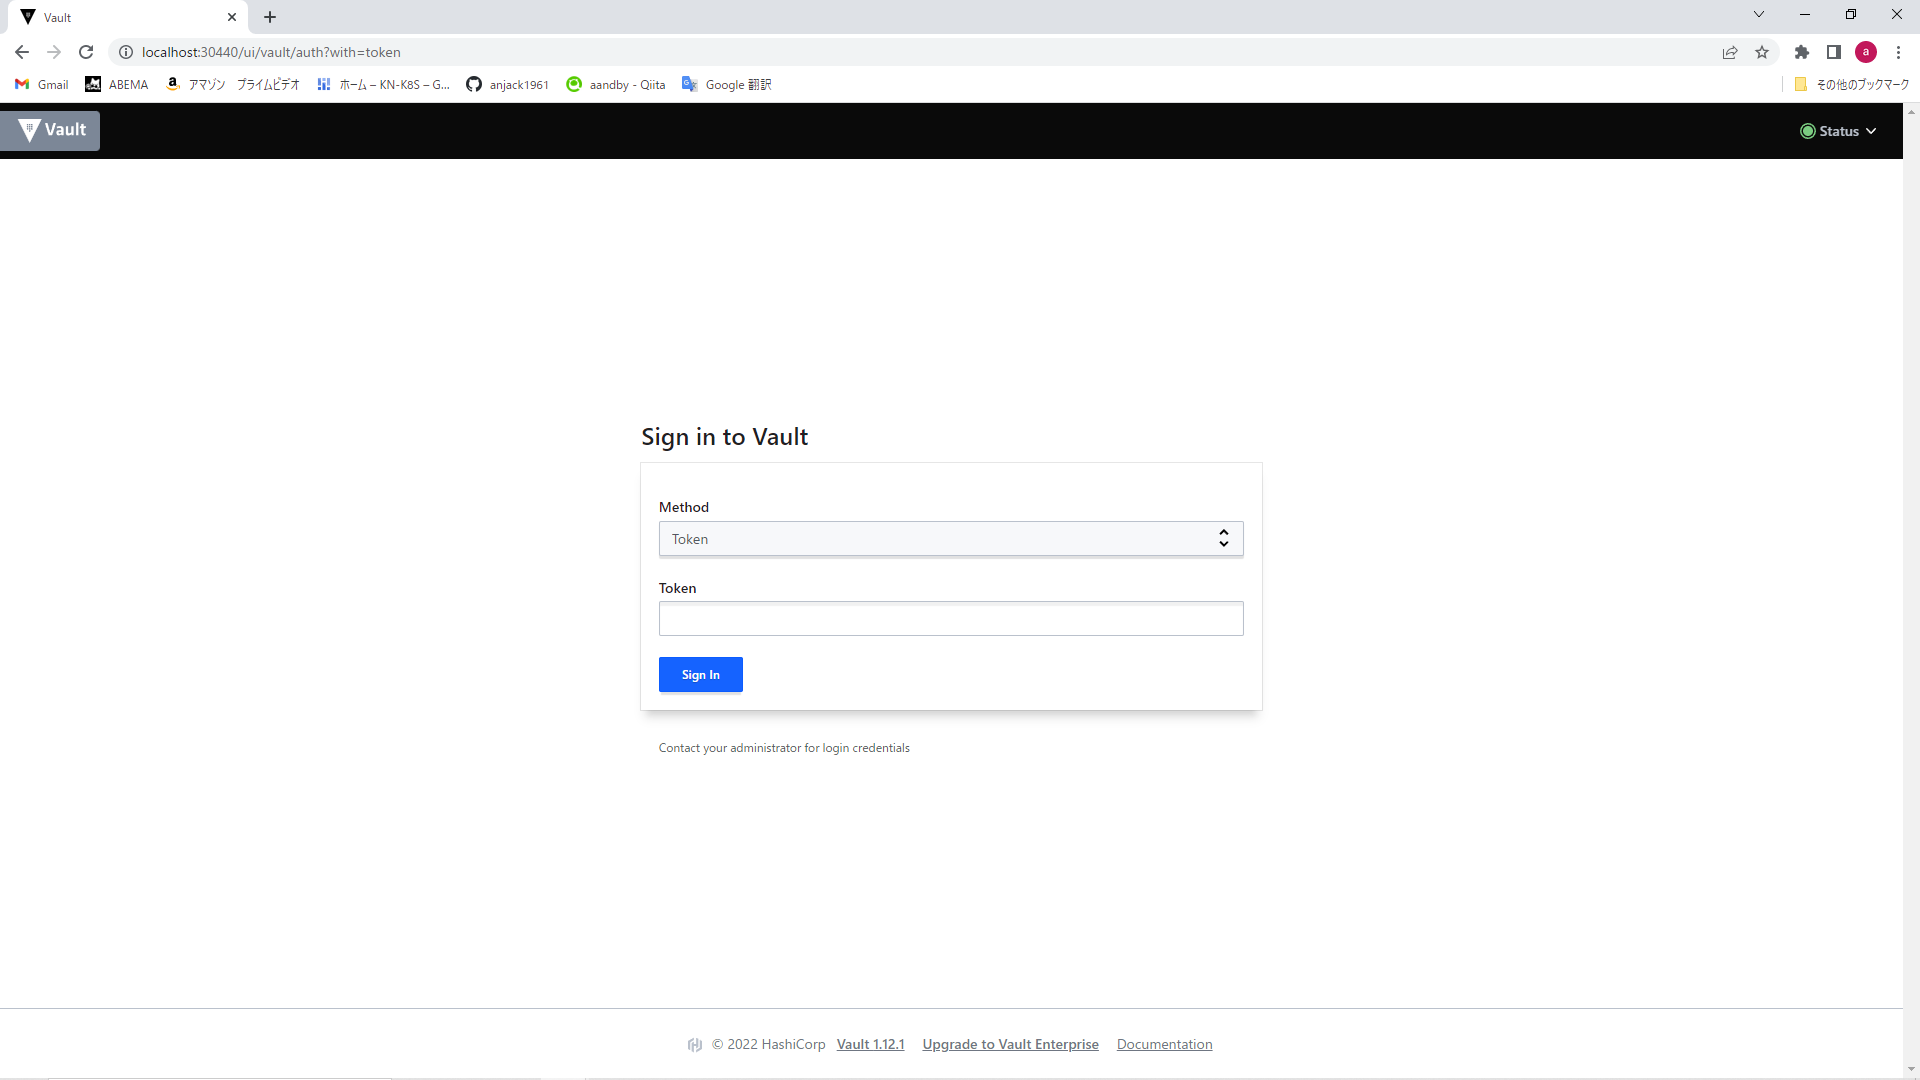 Vault
localhost:30440/ui/vault/auth?with=token
a
Gmail
ABEMA
アマゾン プライムビデオ
ホーム – KN-K8S – G...
anjack1961
aandby - Qiita
Google 翻訳
その他のブックマーク
Vault
Status
Sign in to Vault
Method
Token
Token
Sign In
Contact your administrator for login credentials
© 2022 HashiCorp Vault 1.12.1 Upgrade to Vault Enterprise Documentation